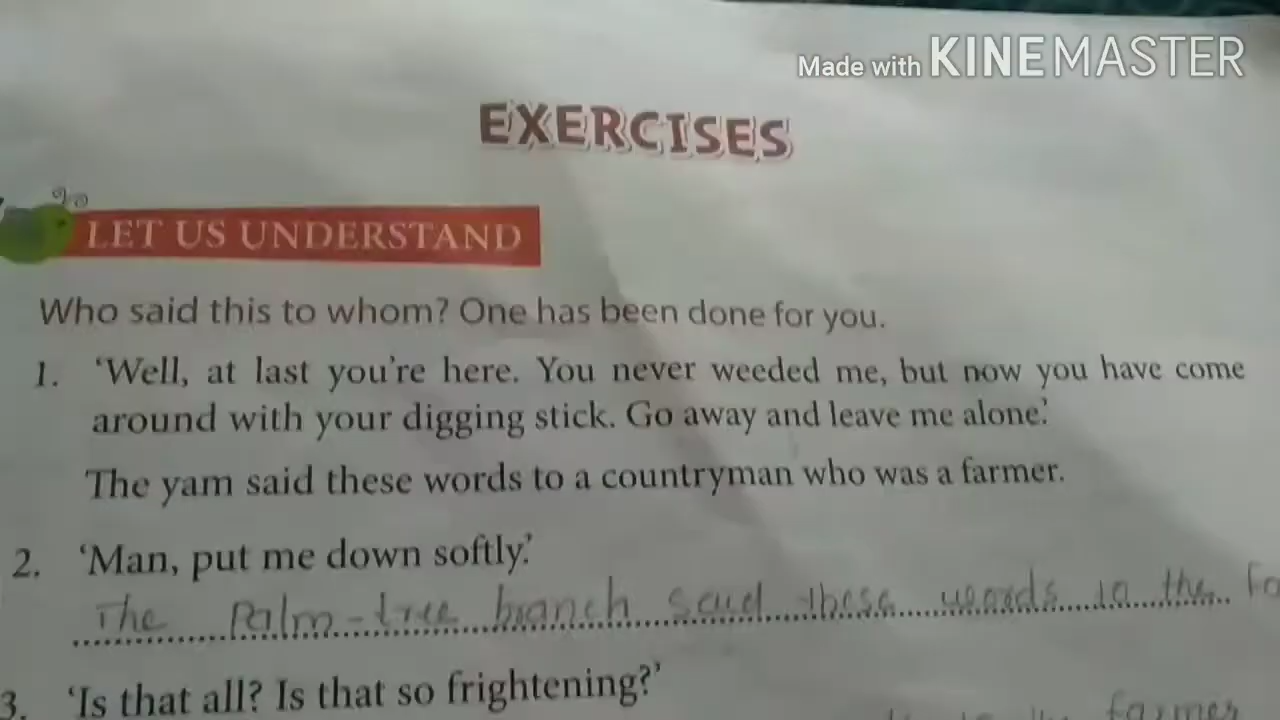 Made with KINEMASTER
EXERCISES
LET US UNDERSTAND
Who said this to whom? One has been done for you.
1. ‘Well, at last you're here. You never weeded me, but now you have come
around with your digging stick. Go away and leave me alone.’
The yam said these words to a countryman who was a farmer.
2. ‘Man, put me down softly.’
The Palm-tree branch said these words to the
3. ‘Is that all? Is that so frightening?’
farmer